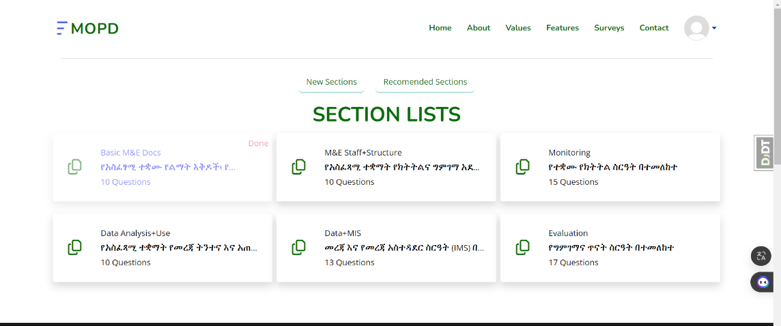 MOPD
Home About Values Features Surveys Contact
New Sections Recomended Sections
SECTION LISTS
Done
Basic M&E Docs
የአስፈፃሚ ተቋሙ የልማት እቅዶች፣ የ...
10 Questions
M&E Staff+Structure
የአስፈጻሚ ተቋማት የክትትልና ግምገማ አደ...
10 Questions
Monitoring
የተቋሙ የክትትል ስርዓት በተመለከተ
15 Questions
Data Analysis+Use
የአስፈጻሚ ተቋማት የመረጃ ትንተና እና አጠ...
10 Questions
Data+MIS
መረጃ እና የመረጃ አስተዳደር ስርዓት (IMS) በ...
13 Questions
Evaluation
የግምገማና ጥናት ስርዓት በተመለከተ
17 Questions
DJDT